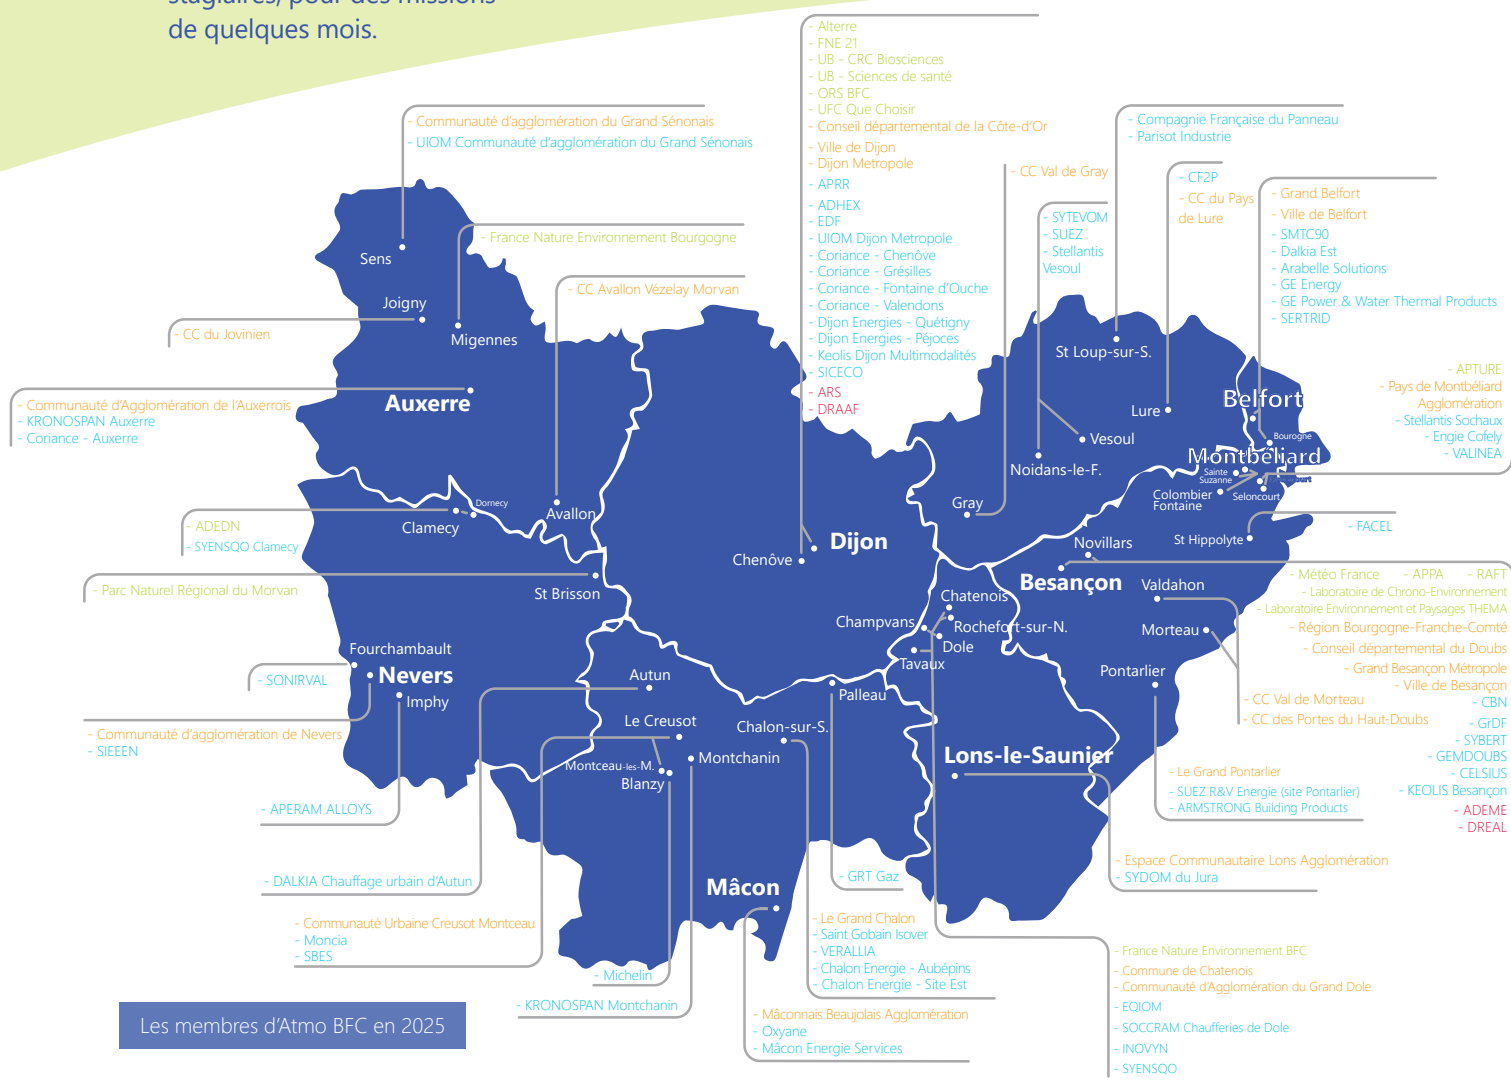 stagiaires, pour des missions
de quelques mois.
- Communauté d'agglomération du Grand Sénonais
- UIOM Communauté d'agglomération du Grand Sénonais
- France Nature Environnement Bourgogne
- CC Avallon Vézelay Morvan
- CC du Jovinien
- Communauté d'Agglomération de l'Auxerrois
- KRONOSPAN Auxerre
- Coriance - Auxerre
- ADEDN
- SYENSQO Clamecy
- Parc Naturel Régional du Morvan
- SONIRVAL
- Communauté d'agglomération de Nevers
- SIEEEN
- APERAM ALLOYS
- DALKIA Chauffage urbain d'Autun
- Communauté Urbaine Creusot Montceau
- Moncia
- SBES
- Michelin
- KRONOSPAN Montchanin
- Alterre
- FNE 21
- UB - CRC Biosciences
- UB - Sciences de santé
- ORS BFC
- UFC Que Choisir
- Conseil départemental de la Côte-d'Or
- Ville de Dijon
- Dijon Metropole
- APRR
- ADHEX
- EDF
- UIOM Dijon Metropole
- Coriance - Chenôve
- Coriance - Grésilles
- Coriance - Fontaine d'Ouche
- Coriance - Valendons
- Dijon Energies - Quétigny
- Dijon Energies - Péjoces
- Keolis Dijon Multimodalités
- SICECO
- ARS
- DRAAF
- CC Val de Gray
- SYTEVOM
- SUEZ
- Stellantis
Vesoul
- Compagnie Française du Panneau
- Parisot Industrie
- CF2P
- CC du Pays
de Lure
- Grand Belfort
- Ville de Belfort
- SMTC90
- Dalkia Est
- Arabelle Solutions
- GE Energy
- GE Power & Water Thermal Products
- SERTRID
- APTURE
- Pays de Montbéliard
Agglomération
- Stellantis Sochaux
- Engie Cofely
- VALINEA
- FACEL
- Météo France - APPA - RAFT
- Laboratoire de Chrono-Environnement
- Laboratoire Environnement et Paysages THEMA
- Région Bourgogne-Franche-Comté
- Conseil départemental du Doubs
- Grand Besançon Métropole
- Ville de Besançon
- CBN
- GrDF
- SYBERT
- GEMDOUBS
- CELSIUS
- KEOLIS Besançon
- ADEME
- DREAL
- CC Val de Morteau
- CC des Portes du Haut-Doubs
- Le Grand Pontarlier
- SUEZ R&V Energie (site Pontarlier)
- ARMSTRONG Building Products
- Espace Communautaire Lons Agglomération
- SYDOM du Jura
- GRT Gaz
- Le Grand Chalon
- Saint Gobain Isover
- VERALLIA
- Chalon Energie - Aubépins
- Chalon Energie - Site Est
- Mâconnais Beaujolais Agglomération
- Oxyane
- Mâcon Energie Services
- France Nature Environnement BFC
- Commune de Chatenois
- Communauté d'Agglomération du Grand Dole
- EQIOM
- SOCCRAM Chaufferies de Dole
- INOVYN
- SYENSQO
Sens
Joigny
Migennes
Auxerre
Dornecy
Clamecy
Avallon
St Brisson
Fourchambault
Nevers
Imphy
Autun
Le Creusot
Montceau-les-M.
Blanzy
Montchanin
Chalon-sur-S.
Mâcon
Palleau
Chenôve
Dijon
St Loup-sur-S.
Lure
Vesoul
Noidans-le-F.
Gray
Belfort
Bourogne
Montbéliard
Sainte
Suzanne
Seloncourt
Colombier
Fontaine
St Hippolyte
Novillars
Besançon
Valdahon
Morteau
Pontarlier
Chatenois
Champvans
Rochefort-sur-N.
Dole
Tavaux
Lons-le-Saunier
Les membres d'Atmo BFC en 2025